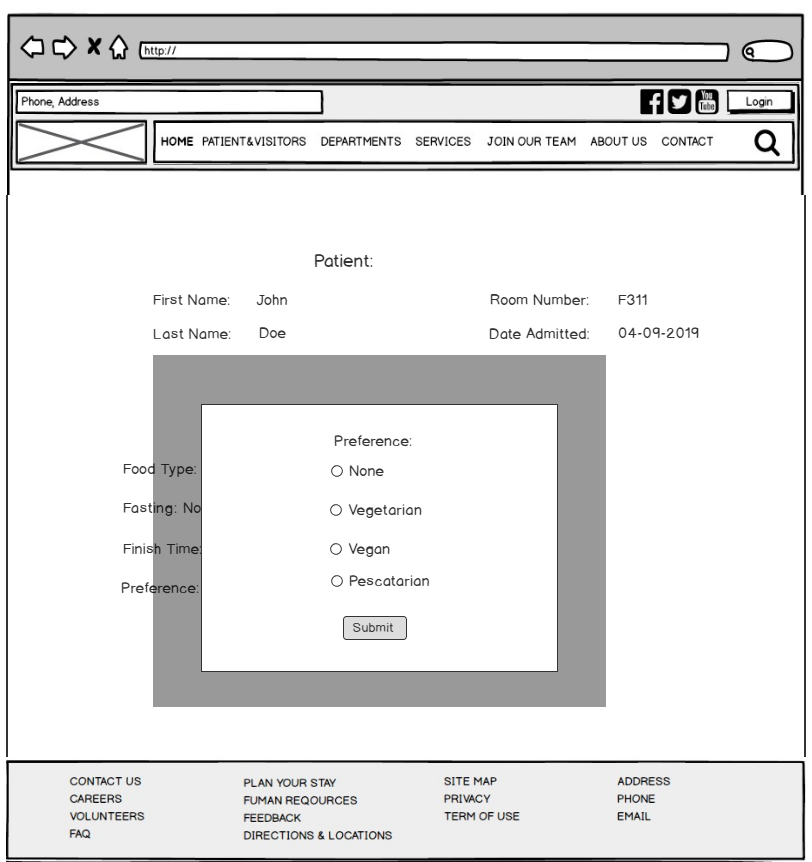 http://
Phone, Address
You
Tube
Login
HOME PATIENT&VISITORS DEPARTMENTS SERVICES JOIN OUR TEAM ABOUT US CONTACT
Patient:
First Name: John Room Number: F311
Last Name: Doe Date Admitted: 04-09-2019
Preference:
Food Type: None
Fasting: No Vegetarian
Finish Time: Vegan
Preference: Pescatarian
Submit
CONTACT US PLAN YOUR STAY SITE MAP ADDRESS
CAREERS FUMAN REQOURCES PRIVACY PHONE
VOLUNTEERS FEEDBACK TERM OF USE EMAIL
FAQ DIRECTIONS & LOCATIONS